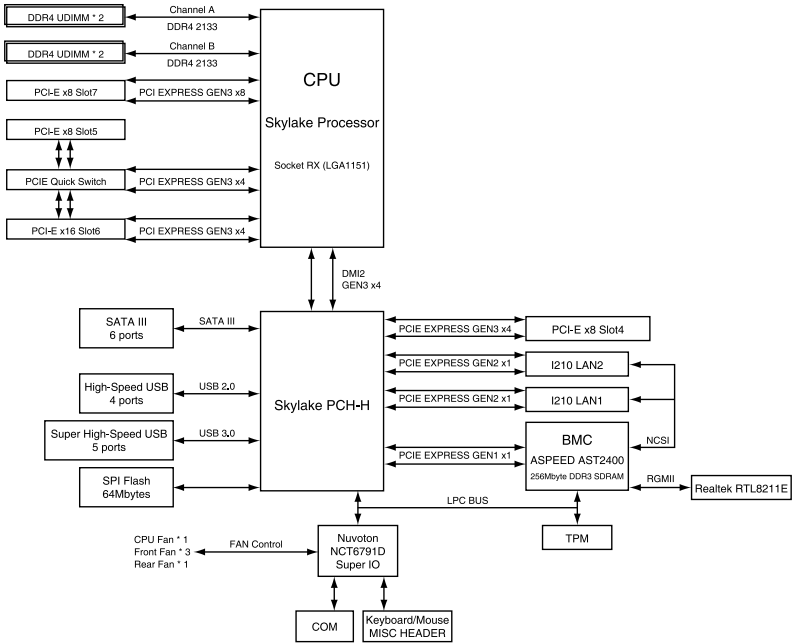 DDR4 UDIMM * 2
Channel A
DDR4 2133
DDR4 UDIMM * 2
Channel B
DDR4 2133
PCI-E x8 Slot7
PCI EXPRESS GEN3 x8
PCI-E x8 Slot5
PCIE Quick Switch
PCI EXPRESS GEN3 x4
PCI-E x16 Slot6
PCI EXPRESS GEN3 x4
CPU
Skylake Processor
Socket RX (LGA1151)
DMI2
GEN3 x4
SATA III
6 ports
SATA III
High-Speed USB
4 ports
USB 2.0
Super High-Speed USB
5 ports
USB 3.0
SPI Flash
64Mbytes
Skylake PCH-H
PCIE EXPRESS GEN3 x4
PCI-E x8 Slot4
PCIE EXPRESS GEN2 x1
I210 LAN2
PCIE EXPRESS GEN2 x1
I210 LAN1
PCIE EXPRESS GEN1 x1
BMC
ASPEED AST2400
256Mbyte DDR3 SDRAM
NCSI
RGMII
Realtek RTL8211E
LPC BUS
TPM
CPU Fan * 1
Front Fan * 3
Rear Fan * 1
FAN Control
Nuvoton
NCT6791D
Super IO
COM
Keyboard/Mouse
MISC HEADER